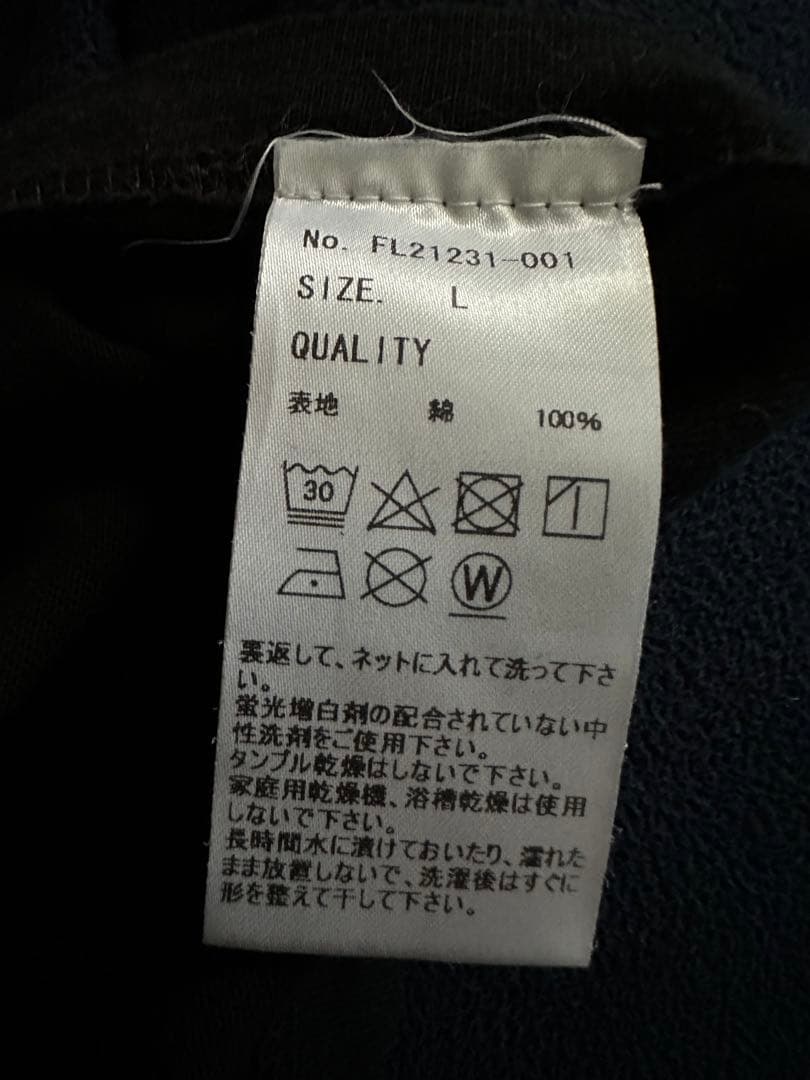 No. FL21231-001
SIZE. L
QUALITY
表地 綿 100%
30
W
裏返して、ネットに入れて洗って下さ
い。
蛍光増白剤の配合されていない中
性洗剤をご使用下さい。
タンブル乾燥はしないで下さい。
家庭用乾燥機、浴槽乾燥は使用
しないで下さい。
長時間水に漬けておいたり、濡れた
まま放置しないで、洗濯後はすぐに
形を整えて干して下さい。